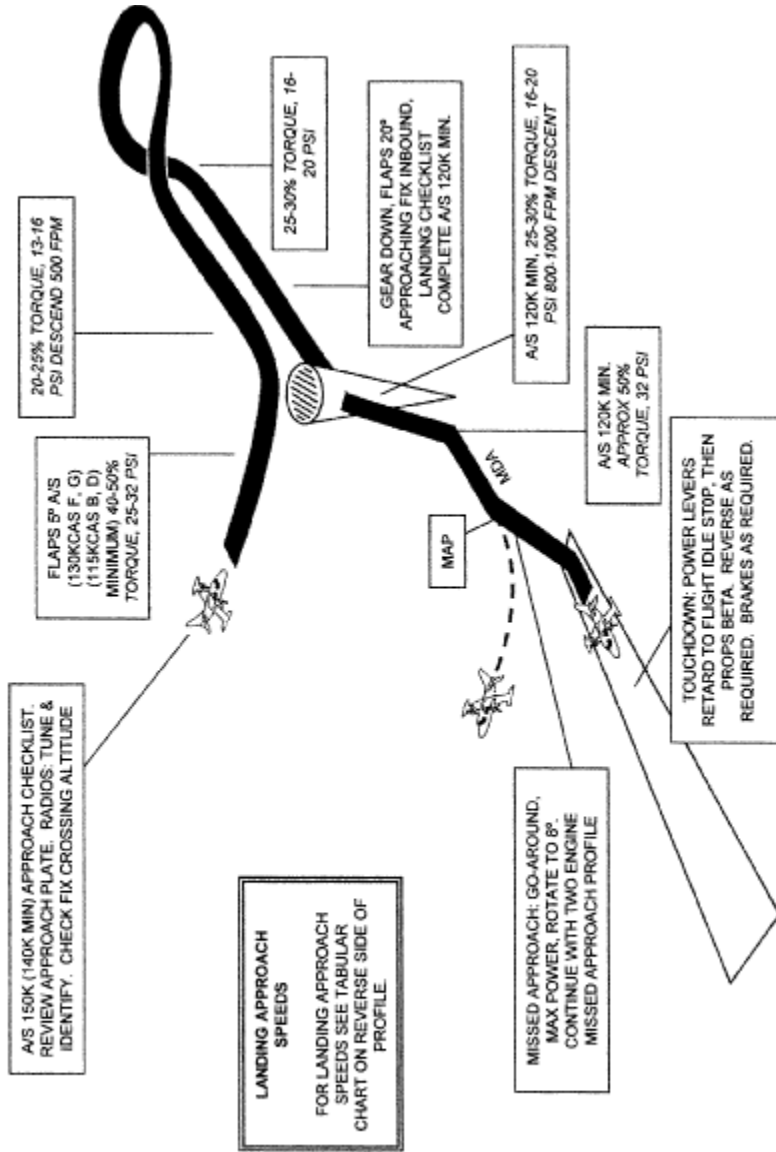 A/S 150K (140K MIN) APPROACH CHECKLIST.
REVIEW APPROACH PLATE. RADIOS: TUNE &
IDENTIFY. CHECK FIX CROSSING ALTITUDE
FLAPS 5º A/S
(130KCAS F, G)
(115KCAS B, D)
MINIMUM) 40-50%
TORQUE, 25-32 PSI
20-25% TORQUE, 13-16
PSI DESCEND 500 FPM
25-30% TORQUE, 16-
20 PSI
GEAR DOWN, FLAPS 20º
APPROACHING FIX INBOUND,
LANDING CHECKLIST
COMPLETE A/S 120K MIN.
A/S 120K MIN, 25-30% TORQUE, 16-20
PSI 800-1000 FPM DESCENT
A/S 120K MIN.
APPROX 50%
TORQUE, 32 PSI
MDA
MAP
LANDING APPROACH
SPEEDS
FOR LANDING APPROACH
SPEEDS SEE TABULAR
CHART ON REVERSE SIDE OF
PROFILE.
MISSED APPROACH: GO-AROUND,
MAX POWER, ROTATE TO 8º.
CONTINUE WITH TWO ENGINE
MISSED APPROACH PROFILE
TOUCHDOWN: POWER LEVERS
RETARD TO FLIGHT IDLE STOP, THEN
PROPS BETA. REVERSE AS
REQUIRED. BRAKES AS REQUIRED.